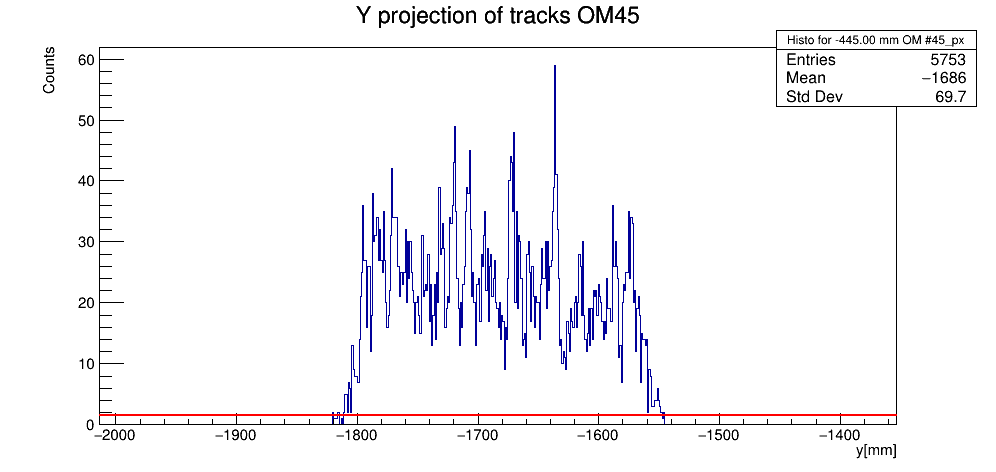 Y projection of tracks OM45
Histo for -445.00 mm OM #45_px
Entries 5753
Mean −1686
Std Dev 69.7
Counts
60
50
40
30
20
10
0
−2000 −1900 −1800 −1700 −1600 −1500 −1400
y[mm]